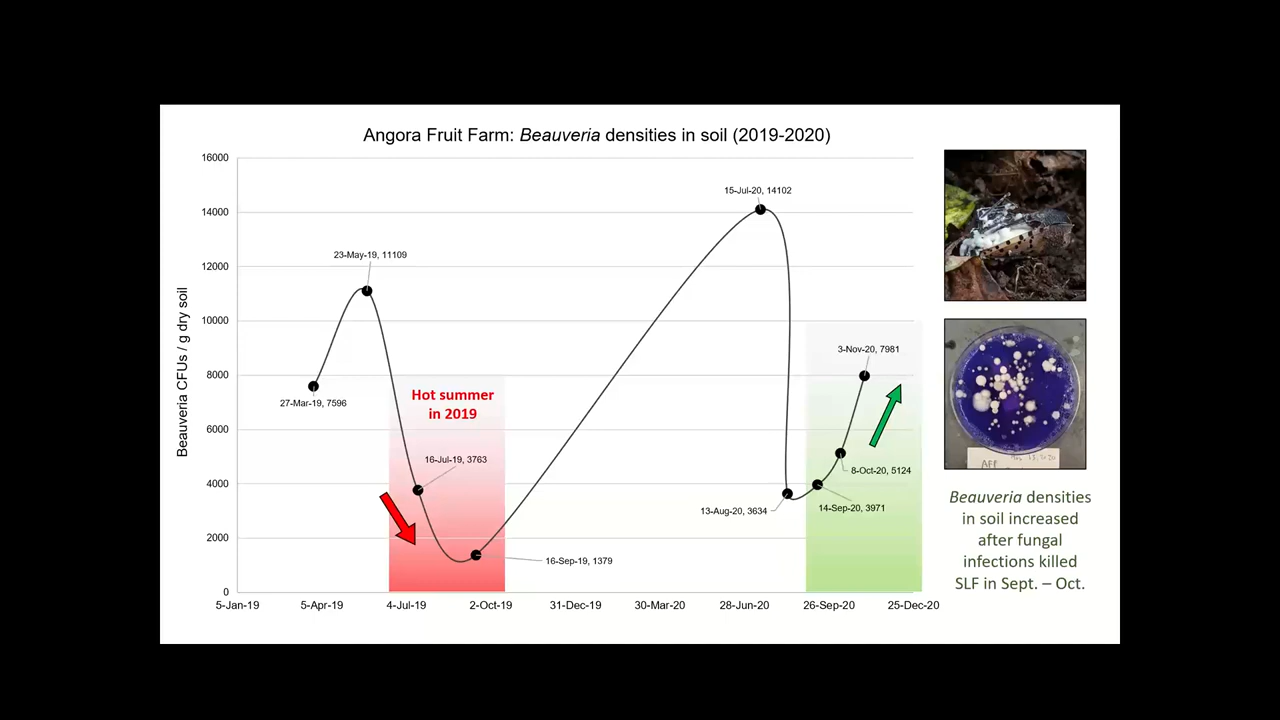 Angora Fruit Farm: Beauveria densities in soil (2019-2020)
Beauveria CFUs / g dry soil
16000
14000
12000
10000
8000
6000
4000
2000
0
5-Jan-19
5-Apr-19
4-Jul-19
2-Oct-19
31-Dec-19
30-Mar-20
28-Jun-20
26-Sep-20
25-Dec-20
27-Mar-19, 7596
23-May-19, 11109
Hot summer
in 2019
16-Jul-19, 3763
16-Sep-19, 1379
15-Jul-20, 14102
13-Aug-20, 3634
14-Sep-20, 3971
8-Oct-20, 5124
3-Nov-20, 7981
AFP
Beauveria densities
in soil increased
after fungal
infections killed
SLF in Sept. – Oct.